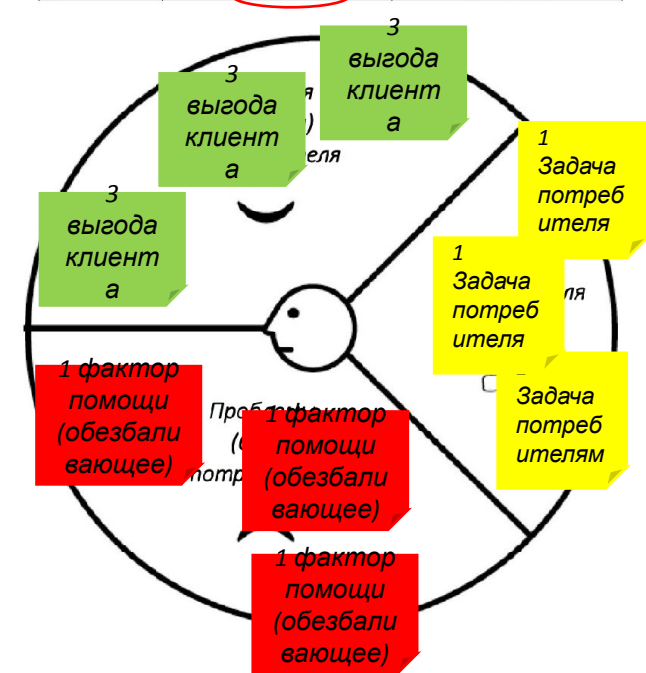 3
выгода
клиент
а
3
выгода
клиент
а
3
выгода
клиент
а
еля
1
Задача
потреб
ителя
1
Задача
потреб
ителя
Задача
потреб
ителям
1 фактор
помощи
(обезбали
вающее)
1 фактор
помощи
(обезбали
вающее)
1 фактор
помощи
(обезбали
вающее)